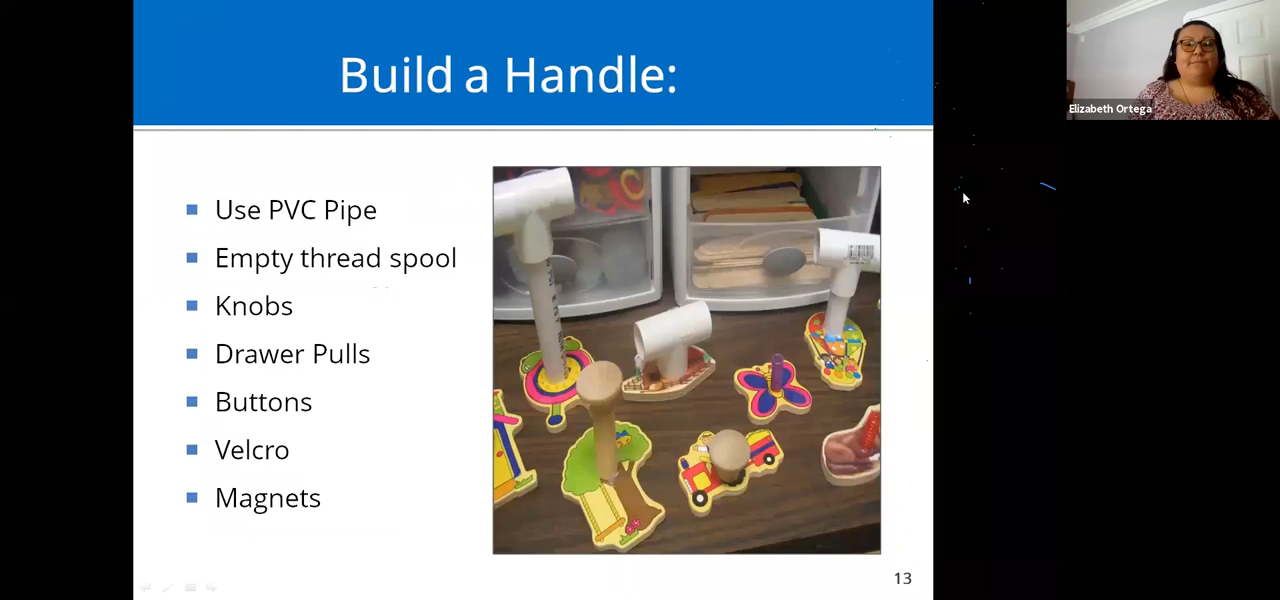 Build a Handle:
Elizabeth Ortega
Use PVC Pipe
Empty thread spool
Knobs
Drawer Pulls
Buttons
Velcro
Magnets
13